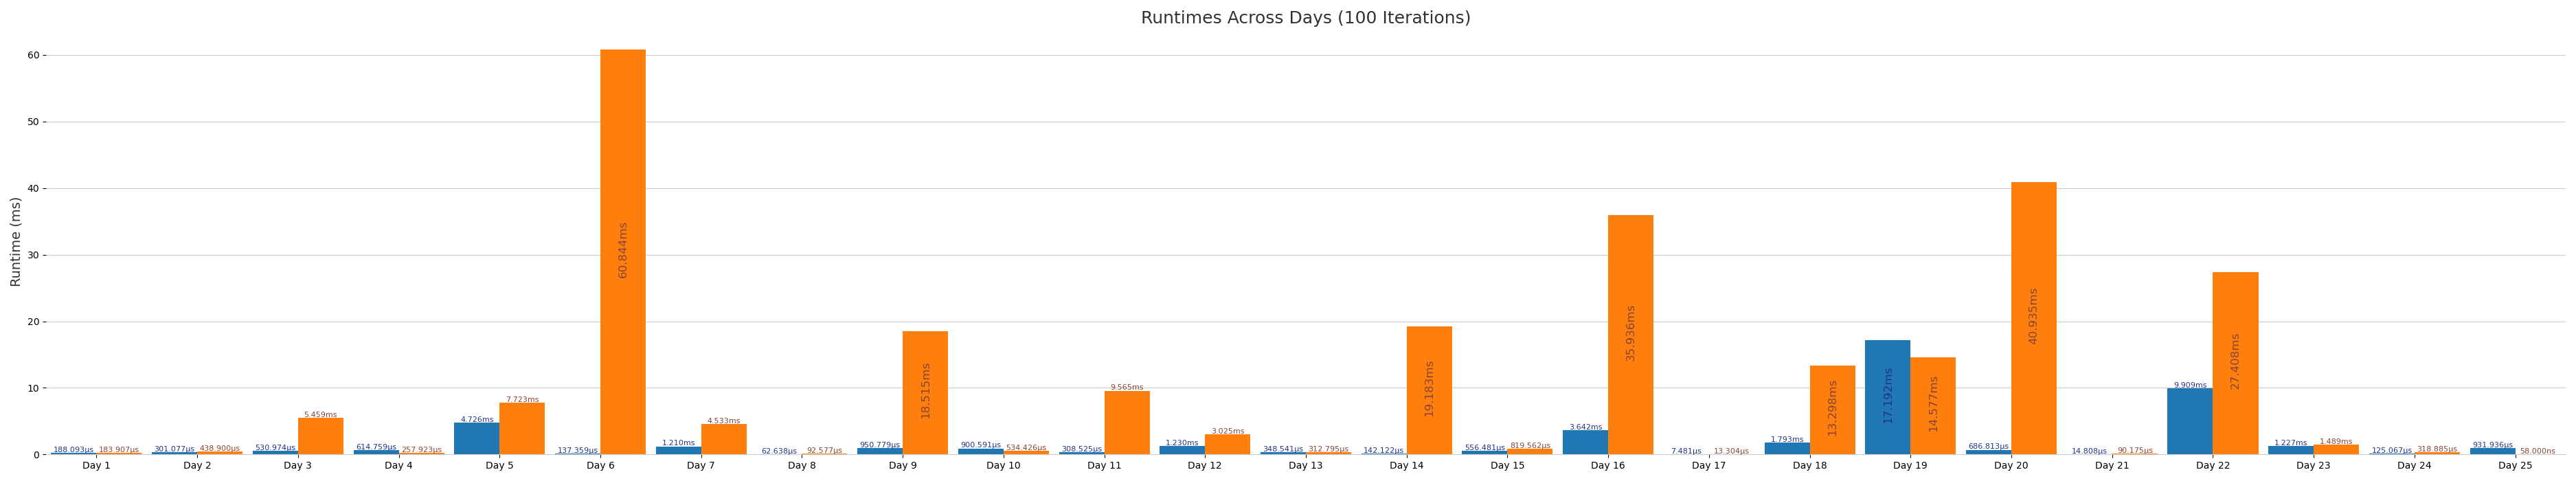 Runtimes Across Days (100 Iterations)
Runtime (ms)
60
50
40
30
20
10
0
188.093µs
183.907µs
301.077µs
438.900µs
530.974µs
5.459ms
614.759µs
257.923µs
4.726ms
7.723ms
137.359µs
60.844ms
1.210ms
4.533ms
62.638µs
92.577µs
950.779µs
18.515ms
900.591µs
534.426µs
308.525µs
9.565ms
1.230ms
3.025ms
348.541µs
312.795µs
142.122µs
19.183ms
556.481µs
819.562µs
3.642ms
35.936ms
7.481µs
13.304µs
1.793ms
13.298ms
17.192ms
14.577ms
686.813µs
40.935ms
14.808µs
90.175µs
9.909ms
27.408ms
1.227ms
1.489ms
125.067µs
318.885µs
931.936µs
58.000ns
Day 1
Day 2
Day 3
Day 4
Day 5
Day 6
Day 7
Day 8
Day 9
Day 10
Day 11
Day 12
Day 13
Day 14
Day 15
Day 16
Day 17
Day 18
Day 19
Day 20
Day 21
Day 22
Day 23
Day 24
Day 25